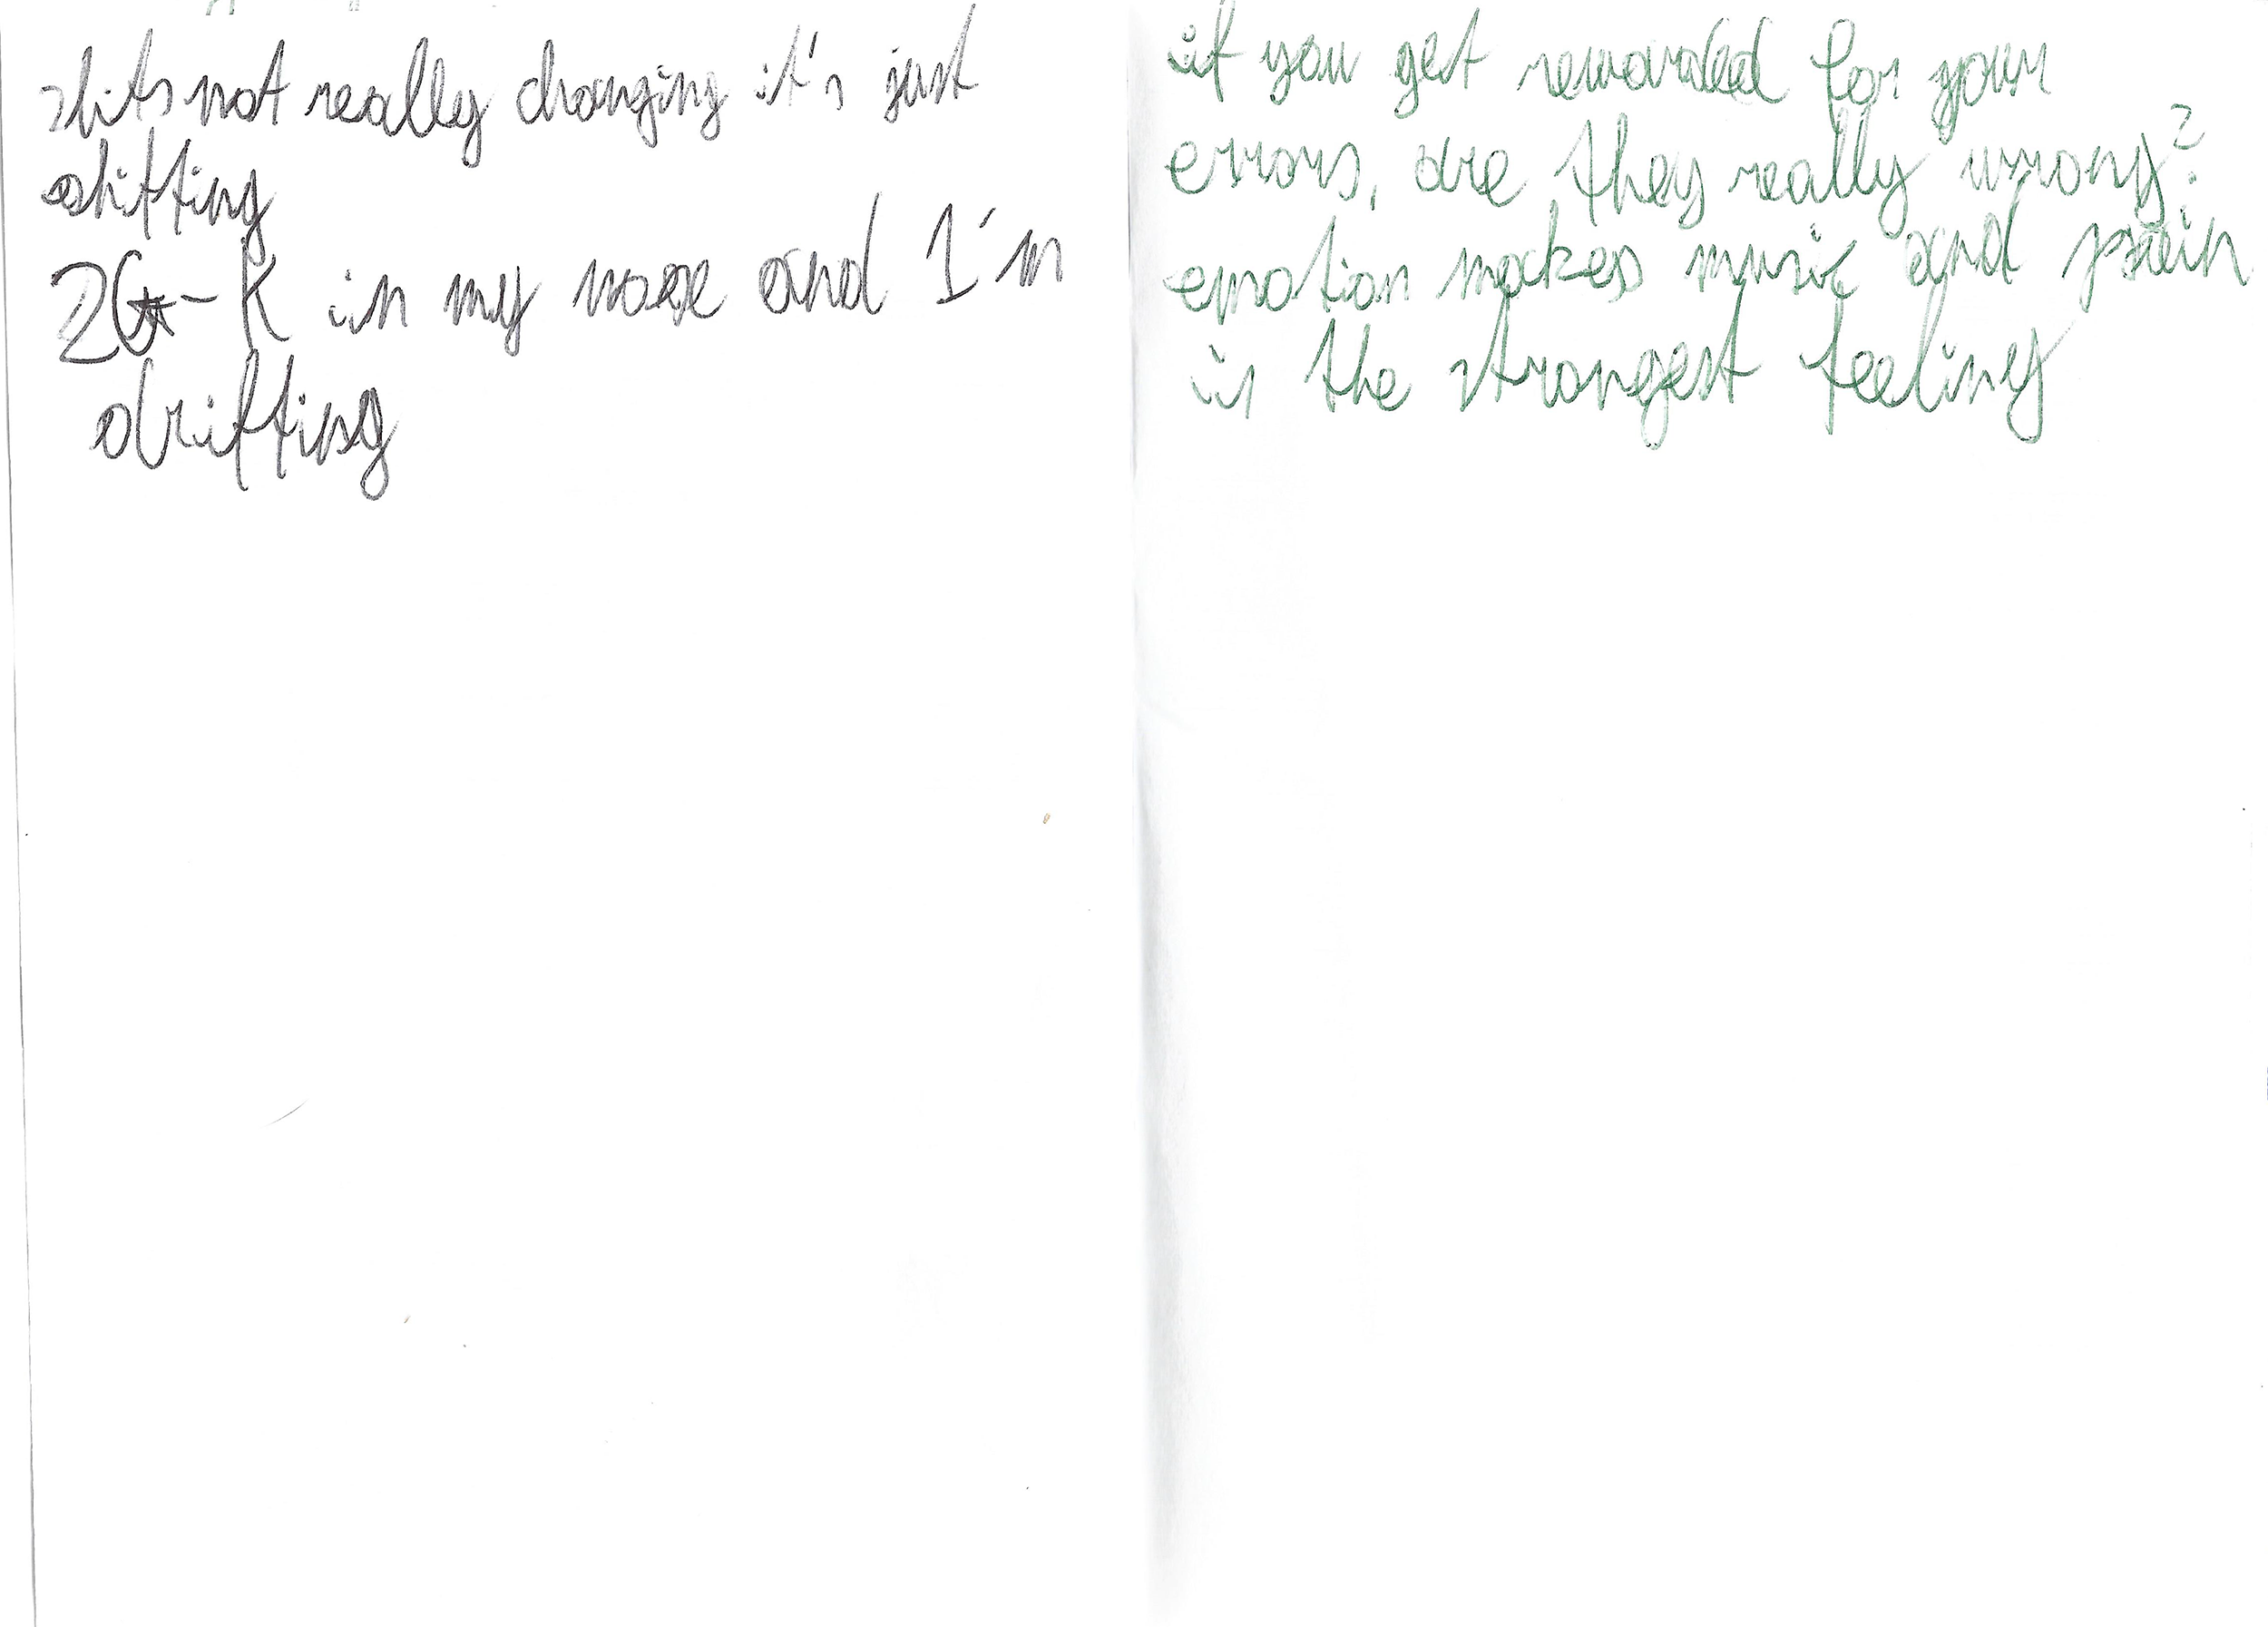 shits not really changing it's just
shifting
2G-K in my nose and I'm
drifting
if you get rewarded for your
errors, are they really wrong?
emotion makes music and pain
is the strongest feeling